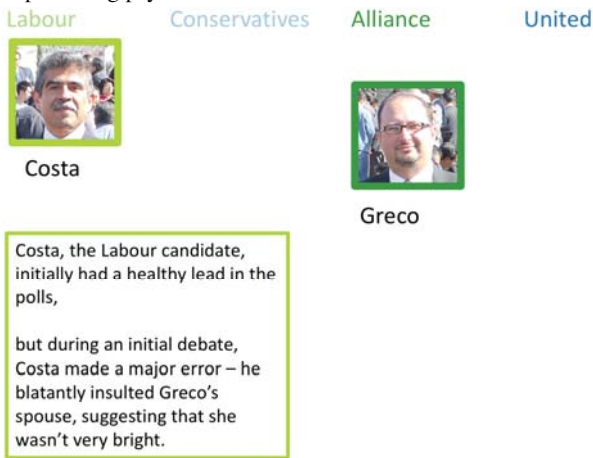 Labour Conservatives Alliance United
Costa
Greco
Costa, the Labour candidate,
initially had a healthy lead in the
polls,
but during an initial debate,
Costa made a major error – he
blatantly insulted Greco's
spouse, suggesting that she
wasn't very bright.